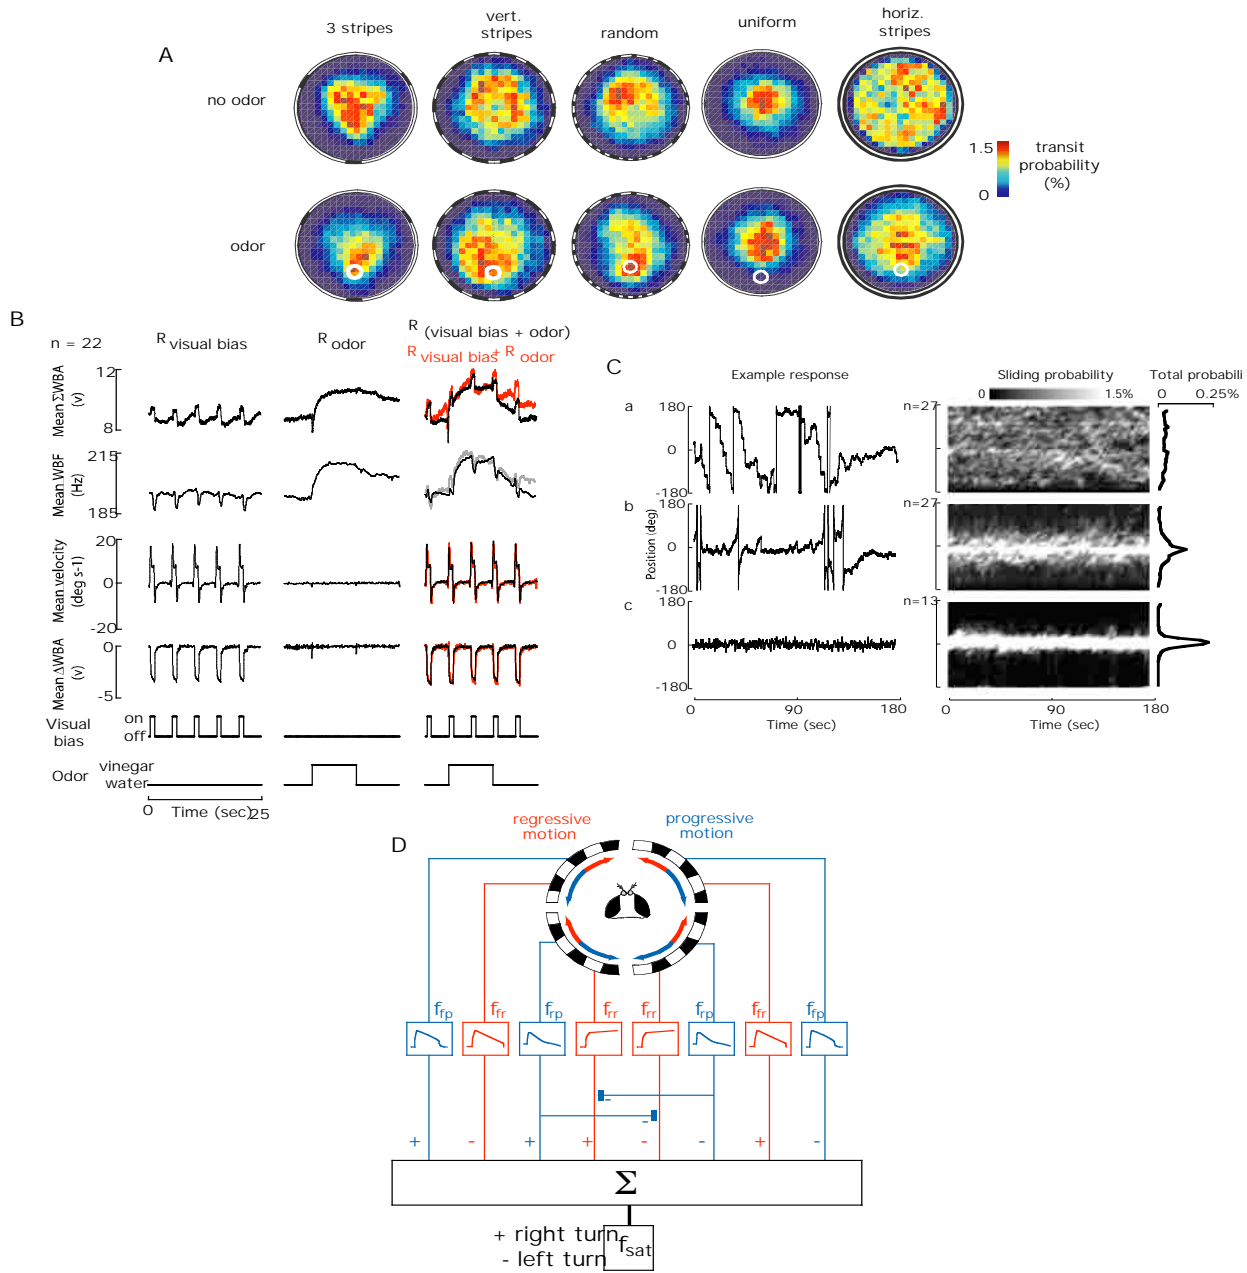 3 stripes
vert. stripes
random
uniform
horiz. stripes
A
no odor
odor
1.5
0
transit probability (%)
B
n = 22
R visual bias
R odor
R (visual bias + odor)
R visual bias + R odor
Mean ΣWBA (v)
12
8
Mean WBF (Hz)
215
185
Mean velocity (deg s-1)
20
0
-20
Mean ΔWBA (v)
0
-5
Visual bias
on
off
Odor
vinegar
water
0
Time (sec)
25
C
Example response
Sliding probability
Total probabili
0
1.5%
0
0.25%
a
180
0
-180
n=27
b
180
0
-180
n=27
Position (deg)
c
180
0
-180
n=13
0
90
180
Time (sec)
0
90
180
Time (sec)
D
regressive motion
progressive motion
ffp
ffr
frp
frr
frr
frp
ffr
ffp
-
-
+
-
+
+
-
-
+
-
Σ
+ right turn
- left turn
fsat